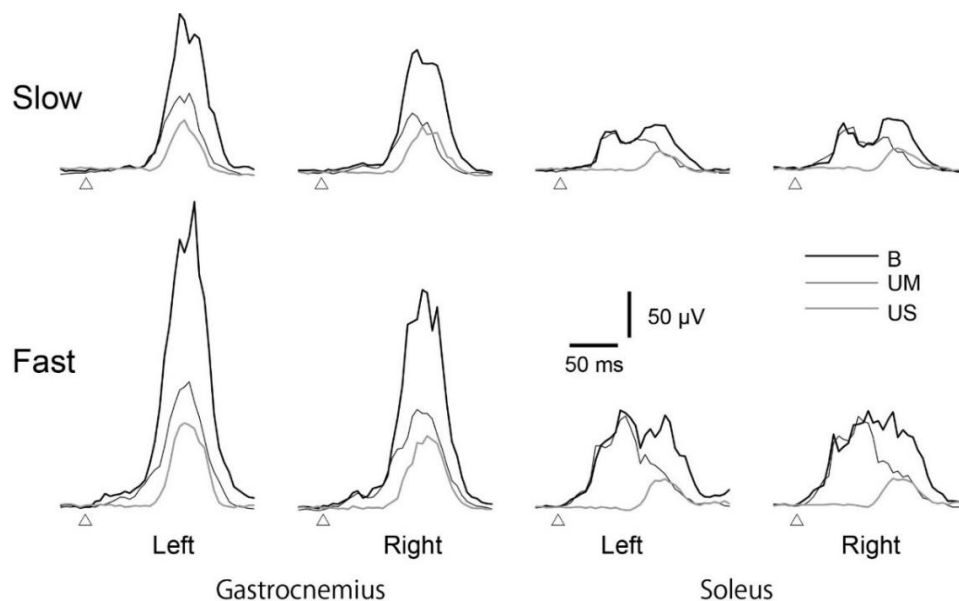 Slow
B
UM
US
50 µV
50 ms
Fast
Left
Right
Left
Right
Gastrocnemius
Soleus